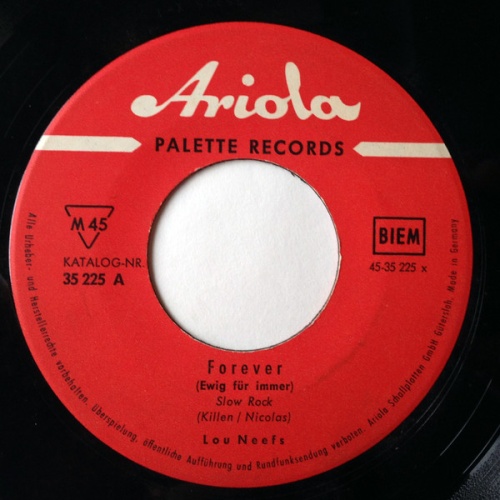 Ariola
PALETTE RECORDS
M 45
BIEM
KATALOG-NR.
35 225 A
45-35 225 x
Forever
(Ewig für immer)
Slow Rock
(Killen / Nicolas)
Lou Neefs
Alle Urheber- und Herstellerrechte vorbehalten. Überspielung, öffentliche Aufführung und Rundfunksendung verboten. Ariola Schallplatten GmbH Gütersloh. Made in Germany